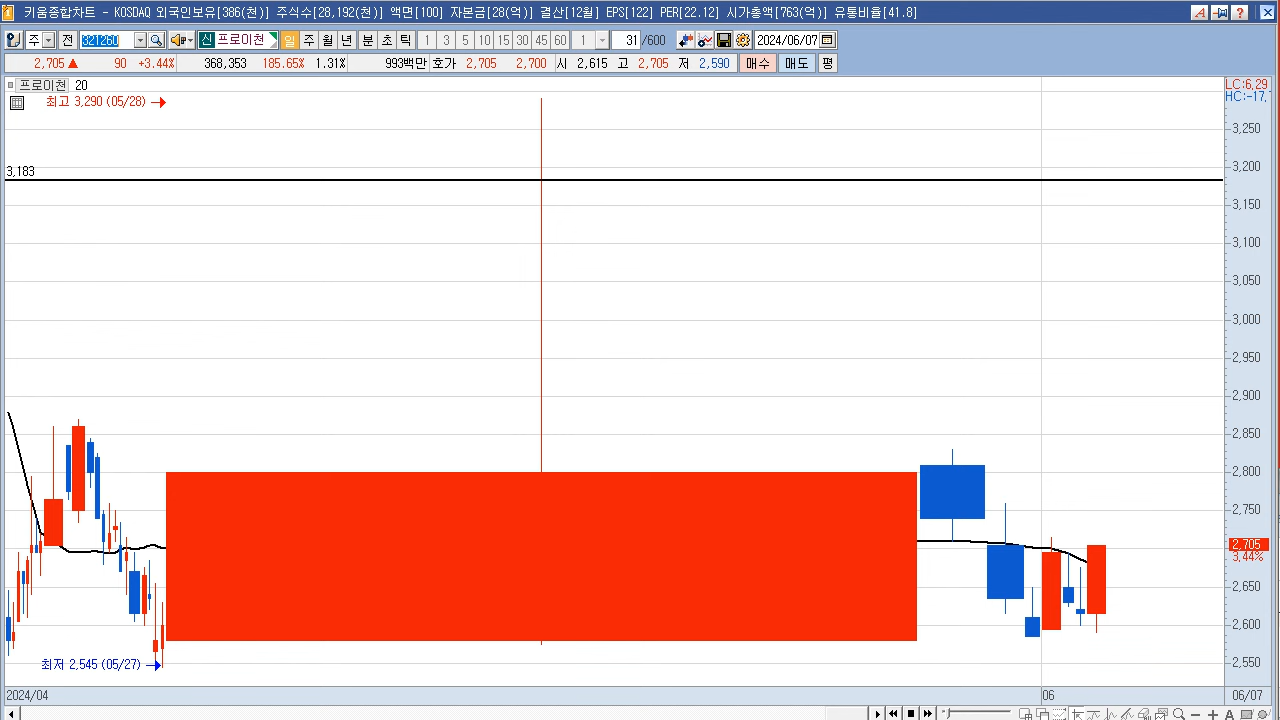 키움종합차트 - KOSDAQ 외국인보유[386(천)] 주식수[28,192(천)] 액면[100] 자본금[28(억)] 결산[12월] EPS[122] PER[22.12] 시가총액[763(억)] 유통비율[41.8]
주 전 321260 신 프로이천 일 주 월 년 분 초 틱 1 3 5 10 15 30 45 60 1 31 /600 2024/06/07
2,705 ▲ 90 +3.44% 368,353 185.65% 1.31% 993백만 호가 2,705 2,700 시 2,615 고 2,705 저 2,590 매수 매도 평
프로이천 20
LC:6,29
HC:-17,
최고 3,290 (05/28)
3,250
3,183
3,200
3,150
3,100
3,050
3,000
2,950
2,900
2,850
2,800
2,750
2,705
3,44%
2,650
2,600
최저 2,545 (05/27)
2,550
2024/04 06 06/07